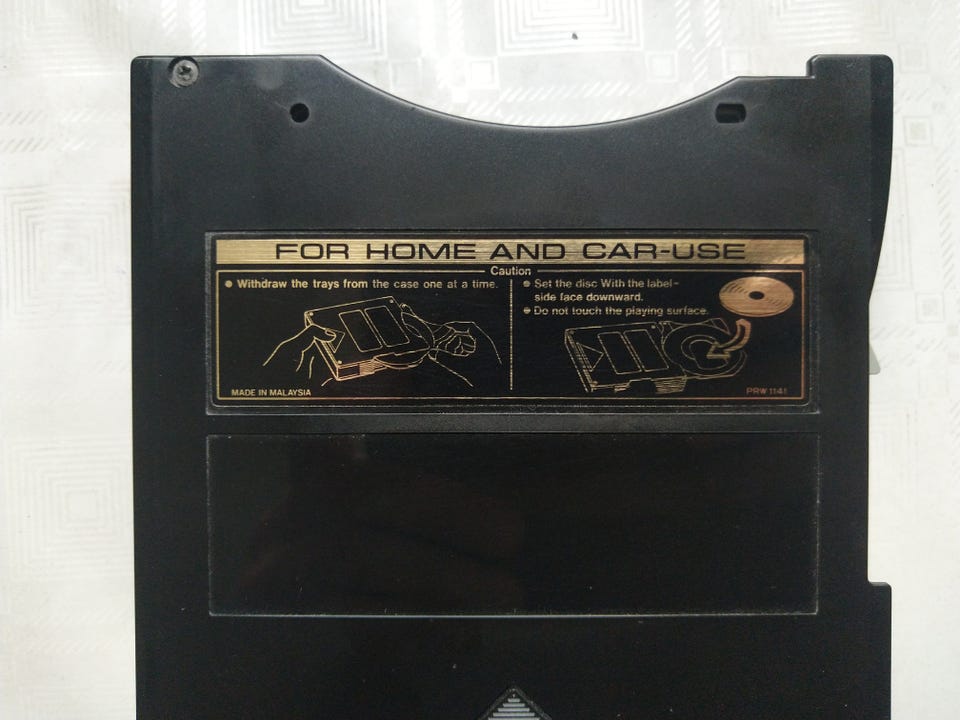 FOR HOME AND CAR-USE
Caution
● Withdraw the trays from the case one at a time.
● Set the disc With the label-
side face downward.
● Do not touch the playing surface.
MADE IN MALAYSIA
PRW 1141